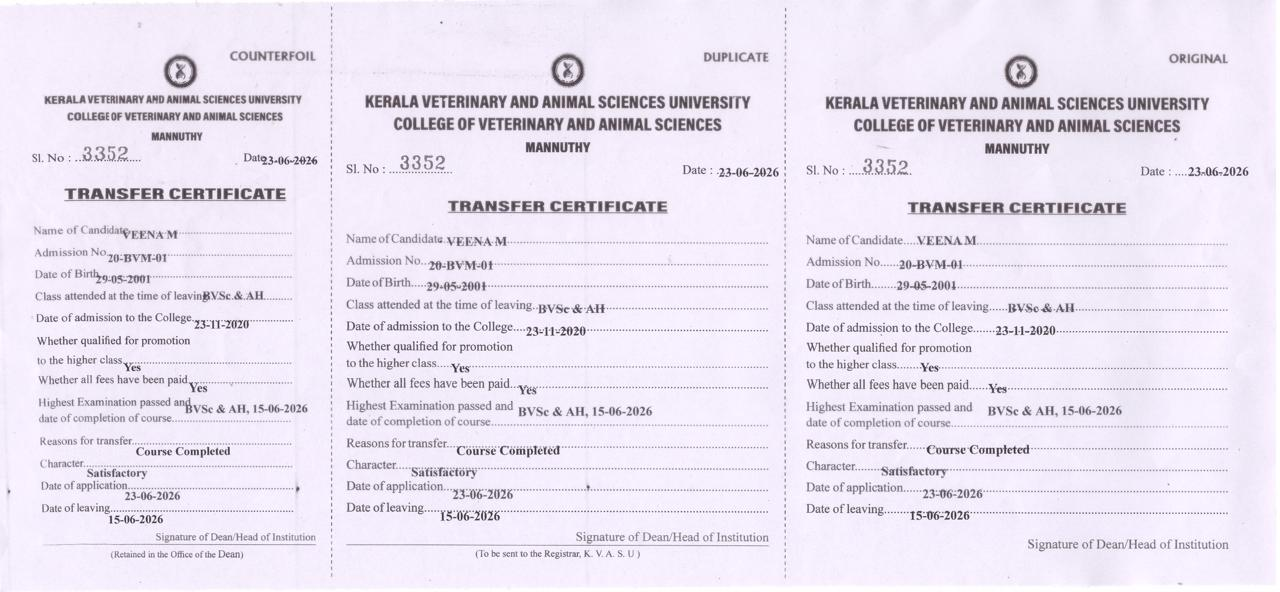 COUNTERFOIL
KERALA VETERINARY AND ANIMAL SCIENCES UNIVERSITY
COLLEGE OF VETERINARY AND ANIMAL SCIENCES
MANNUTHY
Sl. No : ..3352....
Date 23-06-2026
TRANSFER CERTIFICATE
Name of Candidate VEENA M
Admission No. 20-BVM-01
Date of Birth 29-05-2001
Class attended at the time of leaving BVSc & AH
Date of admission to the College 23-11-2020
Whether qualified for promotion
to the higher class Yes
Whether all fees have been paid Yes
Highest Examination passed and BVSc & AH, 15-06-2026
date of completion of course
Reasons for transfer Course Completed
Character Satisfactory
Date of application 23-06-2026
Date of leaving 15-06-2026
Signature of Dean/Head of Institution
(Retained in the Office of the Dean)
DUPLICATE
KERALA VETERINARY AND ANIMAL SCIENCES UNIVERSITY
COLLEGE OF VETERINARY AND ANIMAL SCIENCES
MANNUTHY
Sl. No : 3352
Date : 23-06-2026
TRANSFER CERTIFICATE
Name of Candidate VEENA M
Admission No. 20-BVM-01
Date of Birth 29-05-2001
Class attended at the time of leaving BVSc & AH
Date of admission to the College 23-11-2020
Whether qualified for promotion
to the higher class Yes
Whether all fees have been paid Yes
Highest Examination passed and BVSc & AH, 15-06-2026
date of completion of course
Reasons for transfer Course Completed
Character Satisfactory
Date of application 23-06-2026
Date of leaving 15-06-2026
Signature of Dean/Head of Institution
(To be sent to the Registrar, K. V. A. S. U )
ORIGINAL
KERALA VETERINARY AND ANIMAL SCIENCES UNIVERSITY
COLLEGE OF VETERINARY AND ANIMAL SCIENCES
MANNUTHY
Sl. No : 3352
Date : 23-06-2026
TRANSFER CERTIFICATE
Name of Candidate VEENA M
Admission No. 20-BVM-01
Date of Birth 29-05-2001
Class attended at the time of leaving BVSc & AH
Date of admission to the College 23-11-2020
Whether qualified for promotion
to the higher class Yes
Whether all fees have been paid Yes
Highest Examination passed and BVSc & AH, 15-06-2026
date of completion of course
Reasons for transfer Course Completed
Character Satisfactory
Date of application 23-06-2026
Date of leaving 15-06-2026
Signature of Dean/Head of Institution